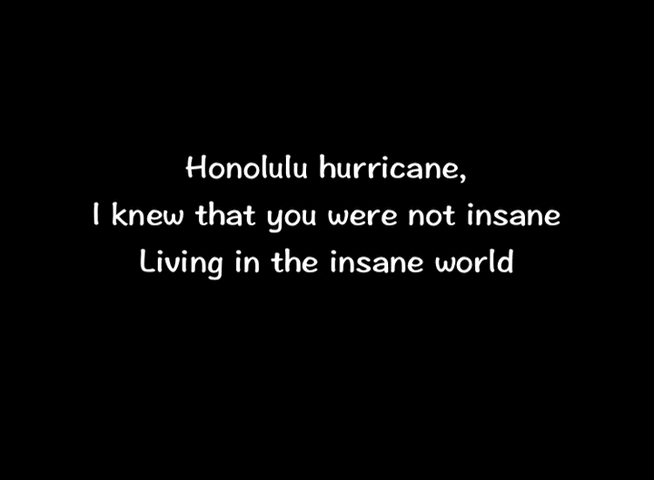 Honolulu hurricane,
I knew that you were not insane
Living in the insane world